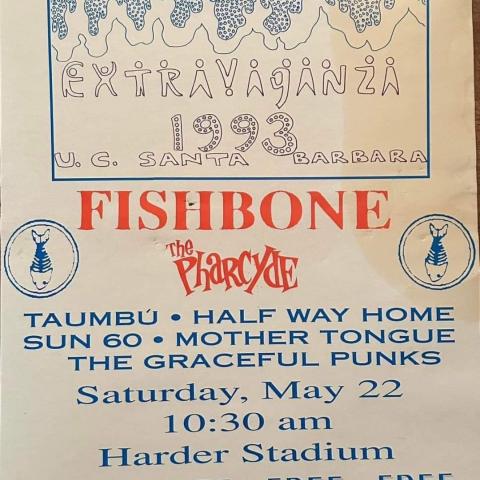 EXTRAVAGANZA
1993
U.C. SANTA BARBARA
FISHBONE
The Pharcyde
TAUMBÚ • HALF WAY HOME
SUN 60 • MOTHER TONGUE
THE GRACEFUL PUNKS
Saturday, May 22
10:30 am
Harder Stadium